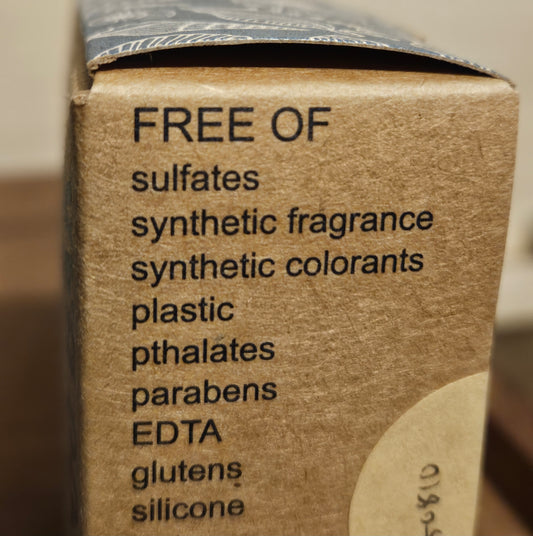 FREE OF
sulfates
synthetic fragrance
synthetic colorants
plastic
pthalates
parabens
EDTA
glutens
silicone